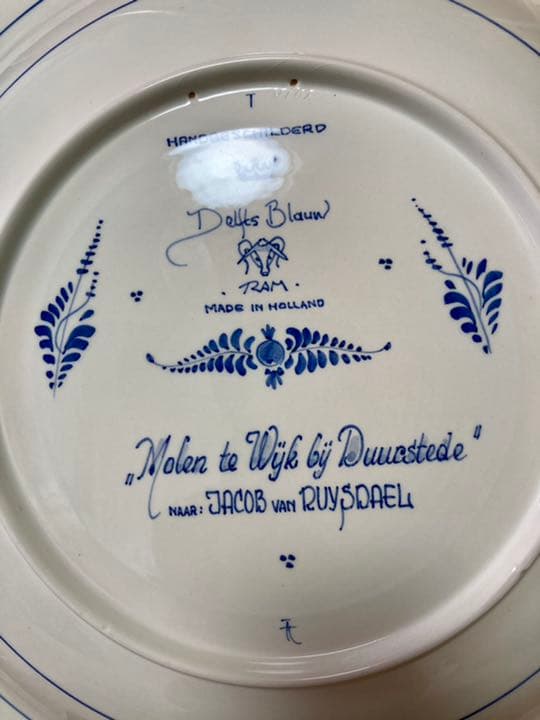 T
HANDGESCHILDERD
Delfts Blauw
RAM
MADE IN HOLLAND
„Molen te Wijk bij Duurstede"
NAAR: JACOB VAN RUYSDAEL